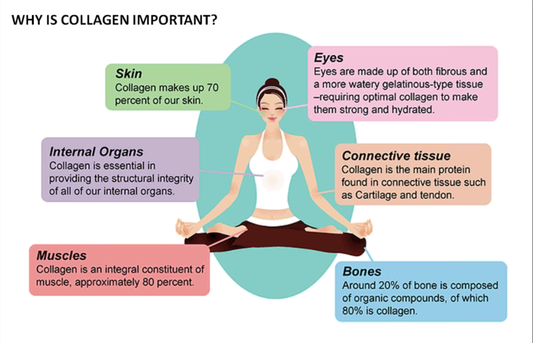 WHY IS COLLAGEN IMPORTANT?
Skin
Collagen makes up 70
percent of our skin.
Eyes
Eyes are made up of both fibrous and
a more watery gelatinous-type tissue
–requiring optimal collagen to make
them strong and hydrated.
Internal Organs
Collagen is essential in
providing the structural integrity
of all of our internal organs.
Connective tissue
Collagen is the main protein
found in connective tissue such
as Cartilage and tendon.
Muscles
Collagen is an integral constituent of
muscle, approximately 80 percent.
Bones
Around 20% of bone is composed
of organic compounds, of which
80% is collagen.